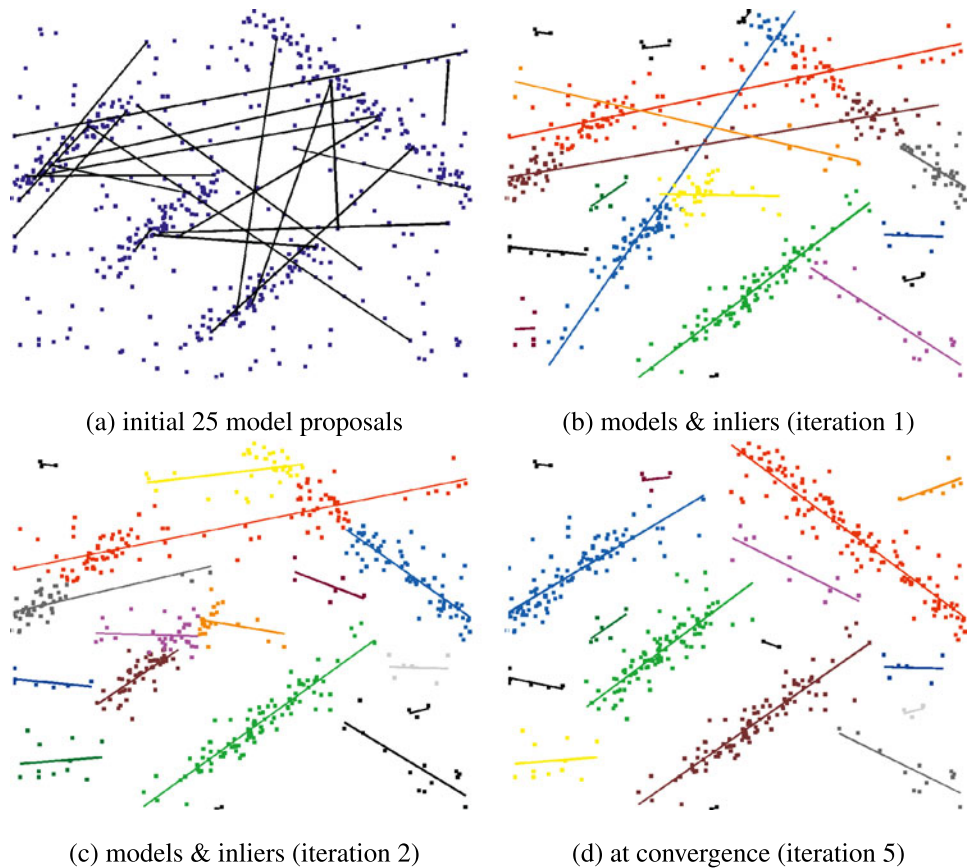 (a) initial 25 model proposals
(b) models & inliers (iteration 1)
(c) models & inliers (iteration 2)
(d) at convergence (iteration 5)